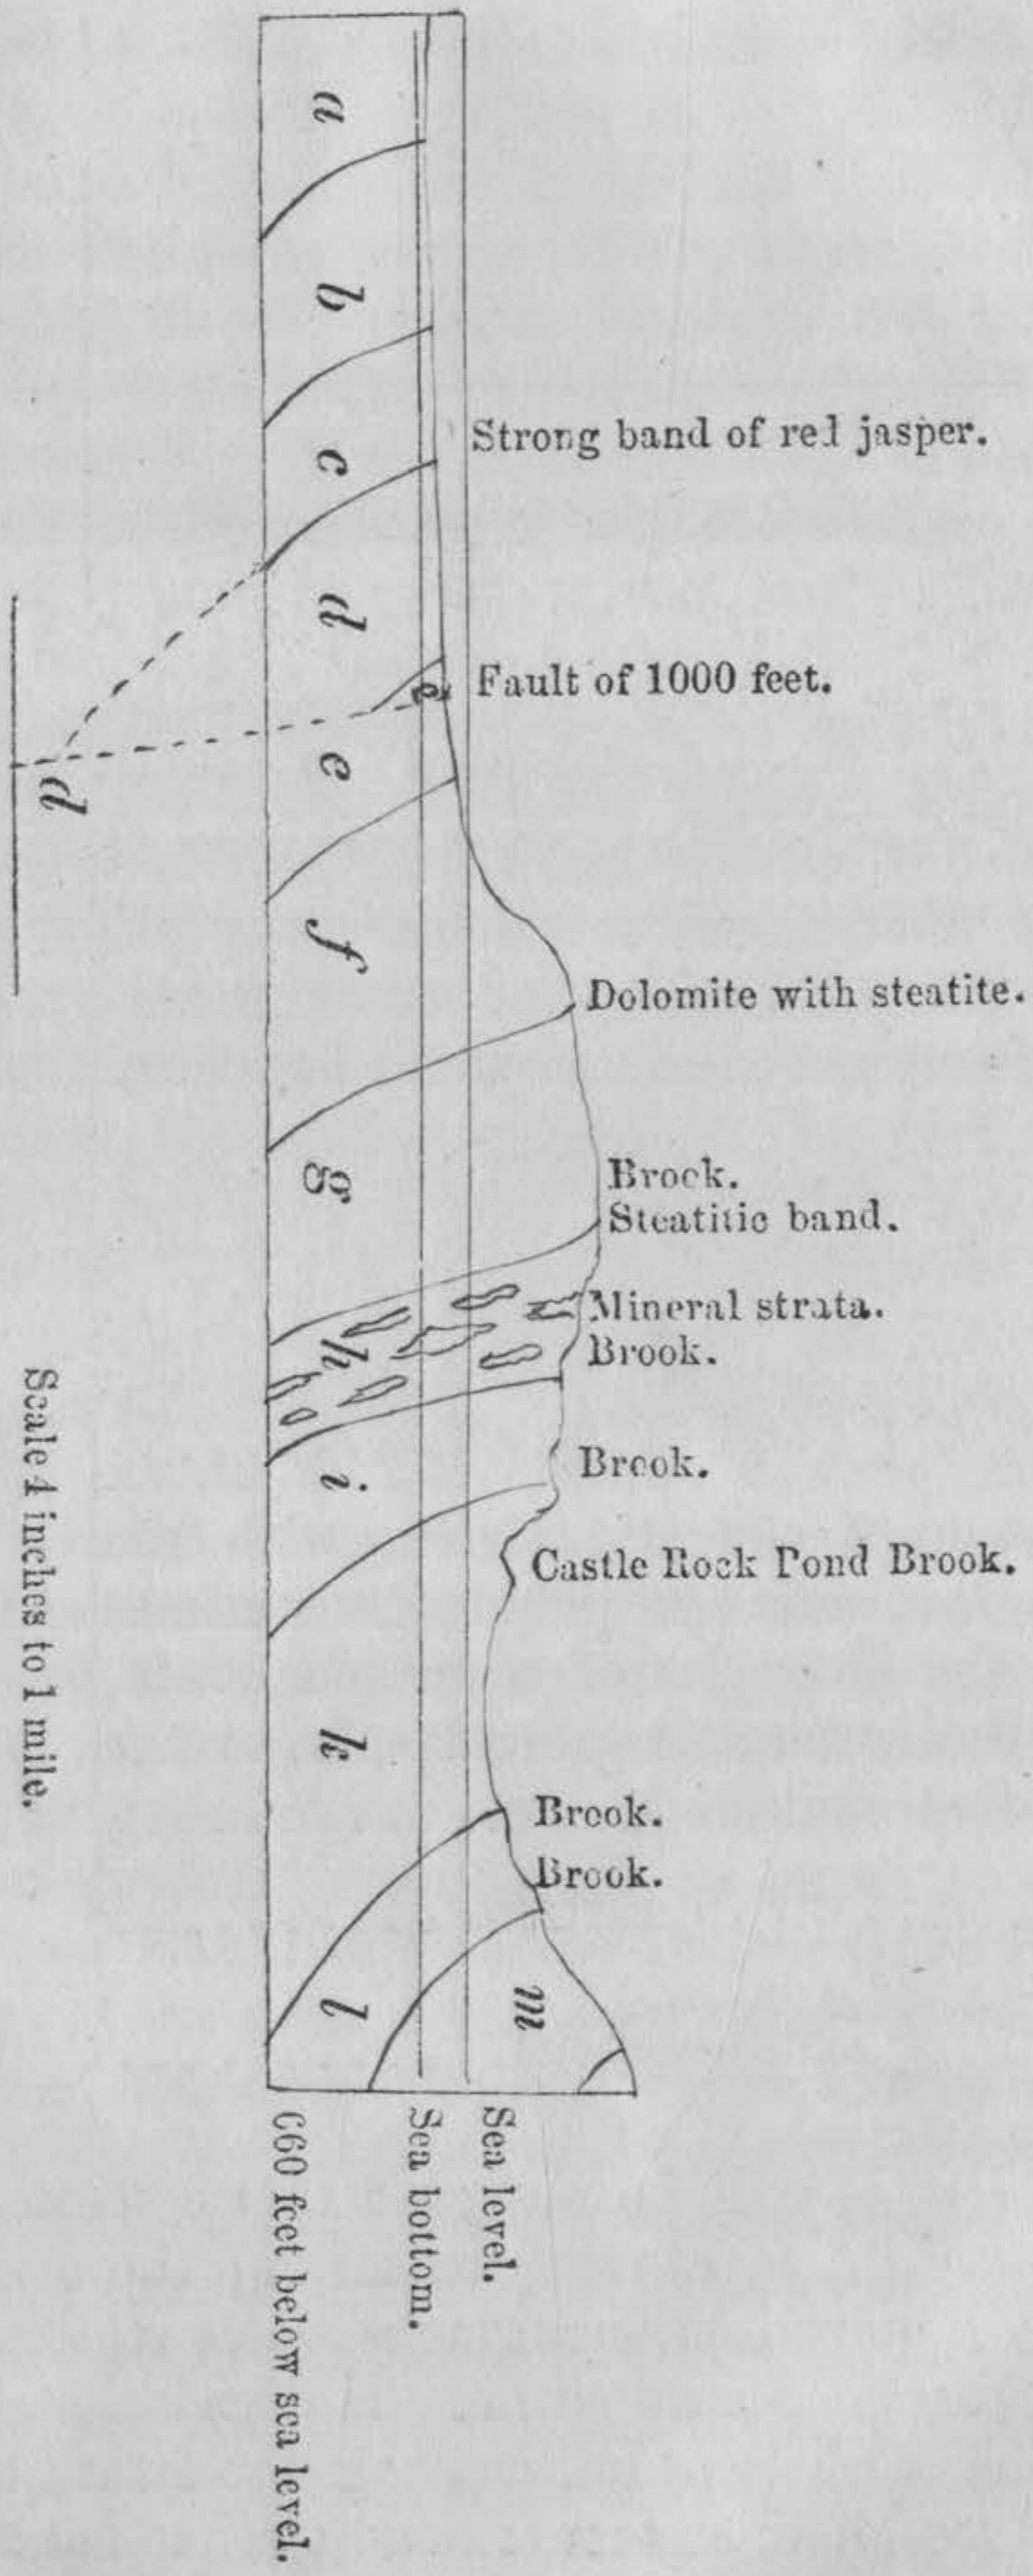 a
b
Strong band of red jasper.
c
d
Fault of 1000 feet.
e
e
d
f
Dolomite with steatite.
g
Brook.
Steatitic band.
Mineral strata.
h
Brook.
i
Brook.
Castle Rock Pond Brook.
k
Brook.
Brook.
l
m
Sea level.
Sea bottom.
660 feet below sea level.
Scale 4 inches to 1 mile.